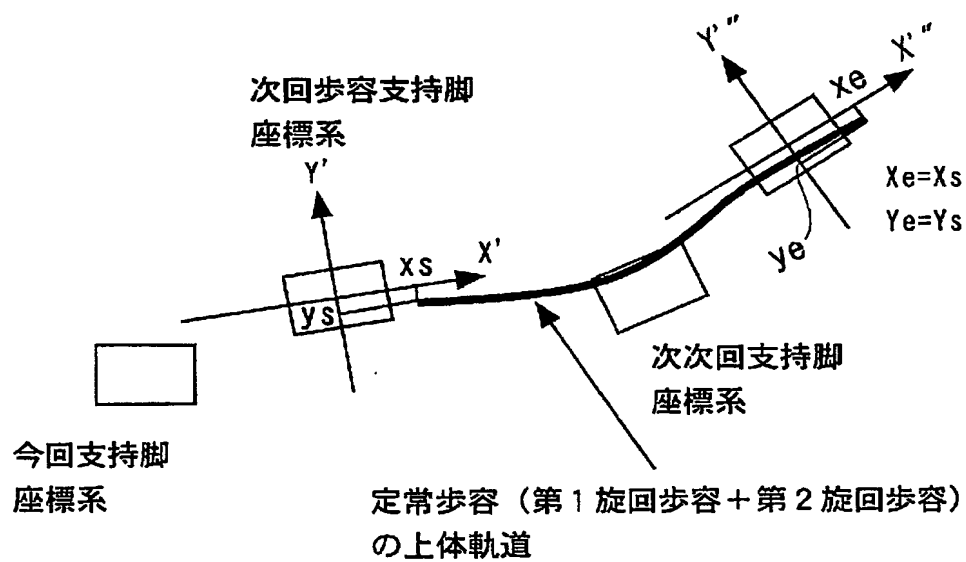 次回歩容支持脚
座標系
Y'
X'
xs
ys
Y'"
X'"
xe
Xe=Xs
Ye=Ys
ye
次次回支持脚
座標系
今回支持脚
座標系
定常歩容（第1旋回歩容＋第2旋回歩容）
の上体軌道